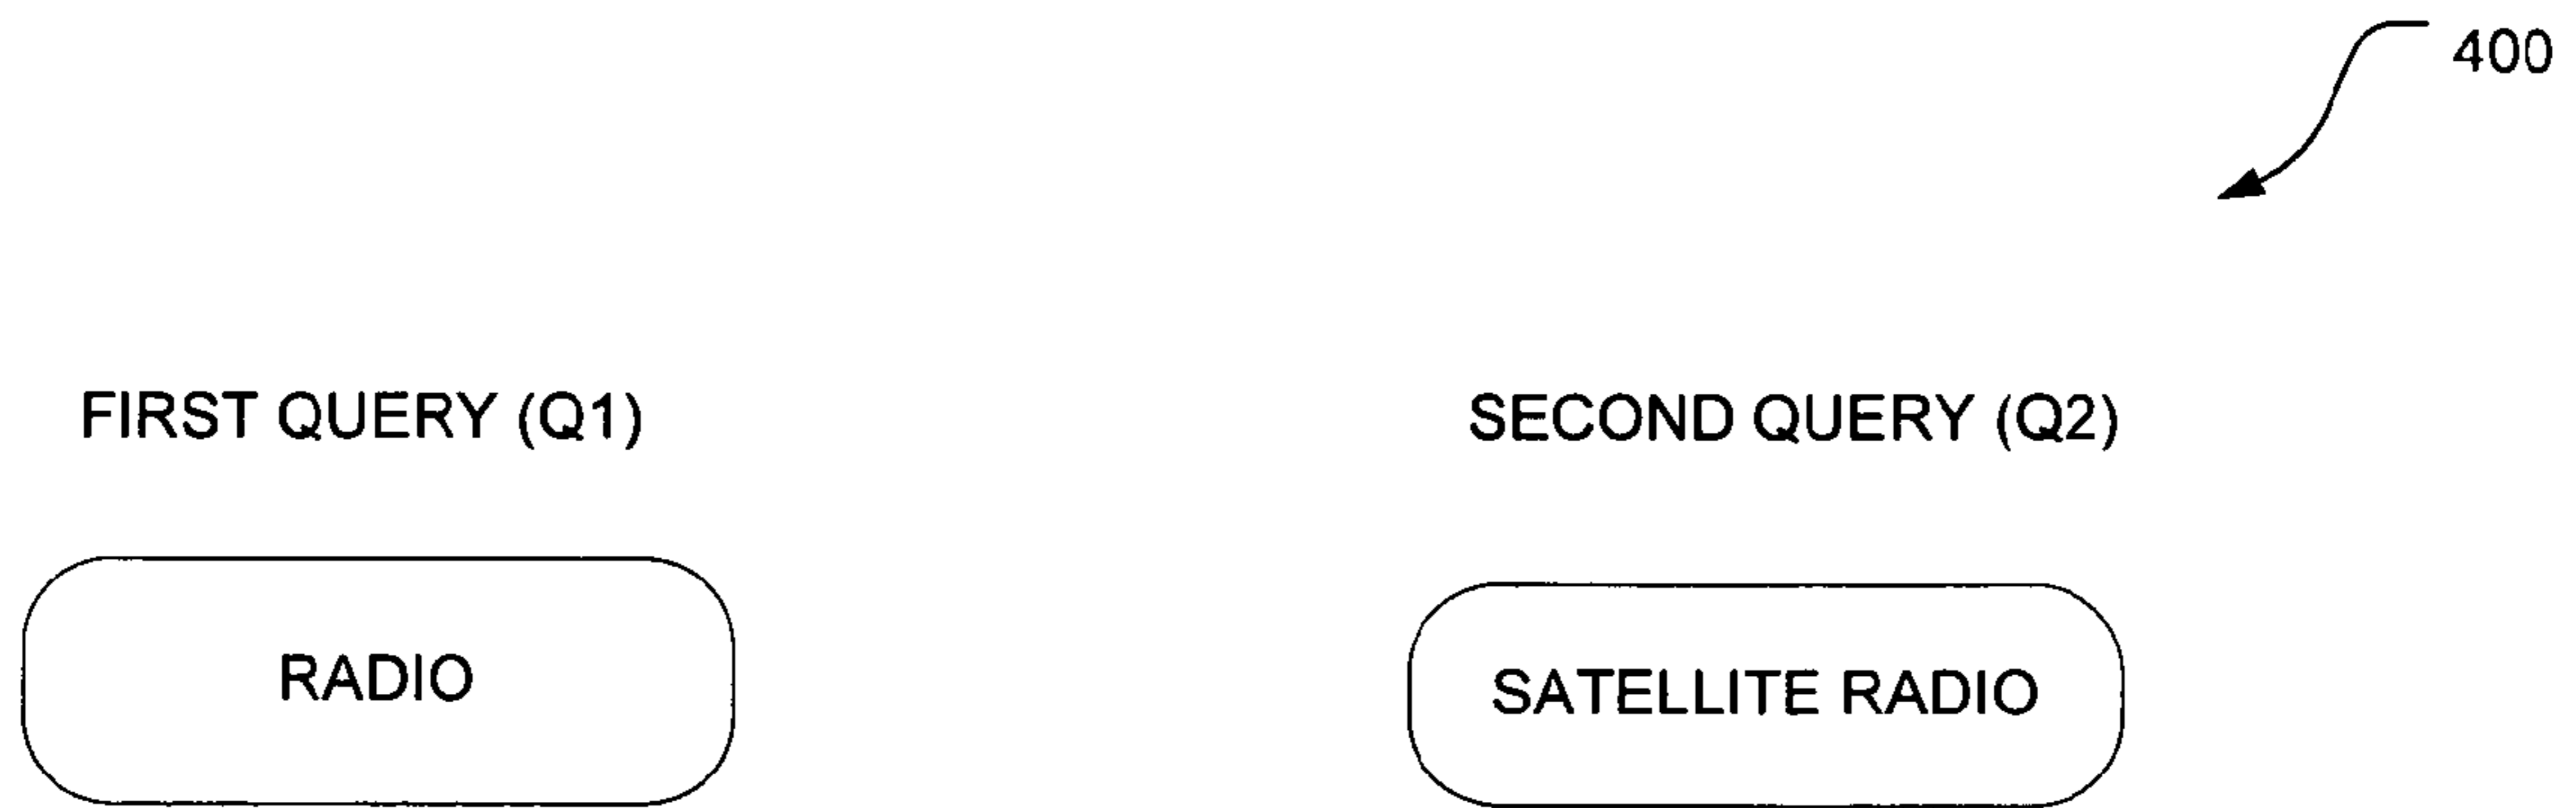 400
FIRST QUERY (Q1)
SECOND QUERY (Q2)
RADIO
SATELLITE RADIO